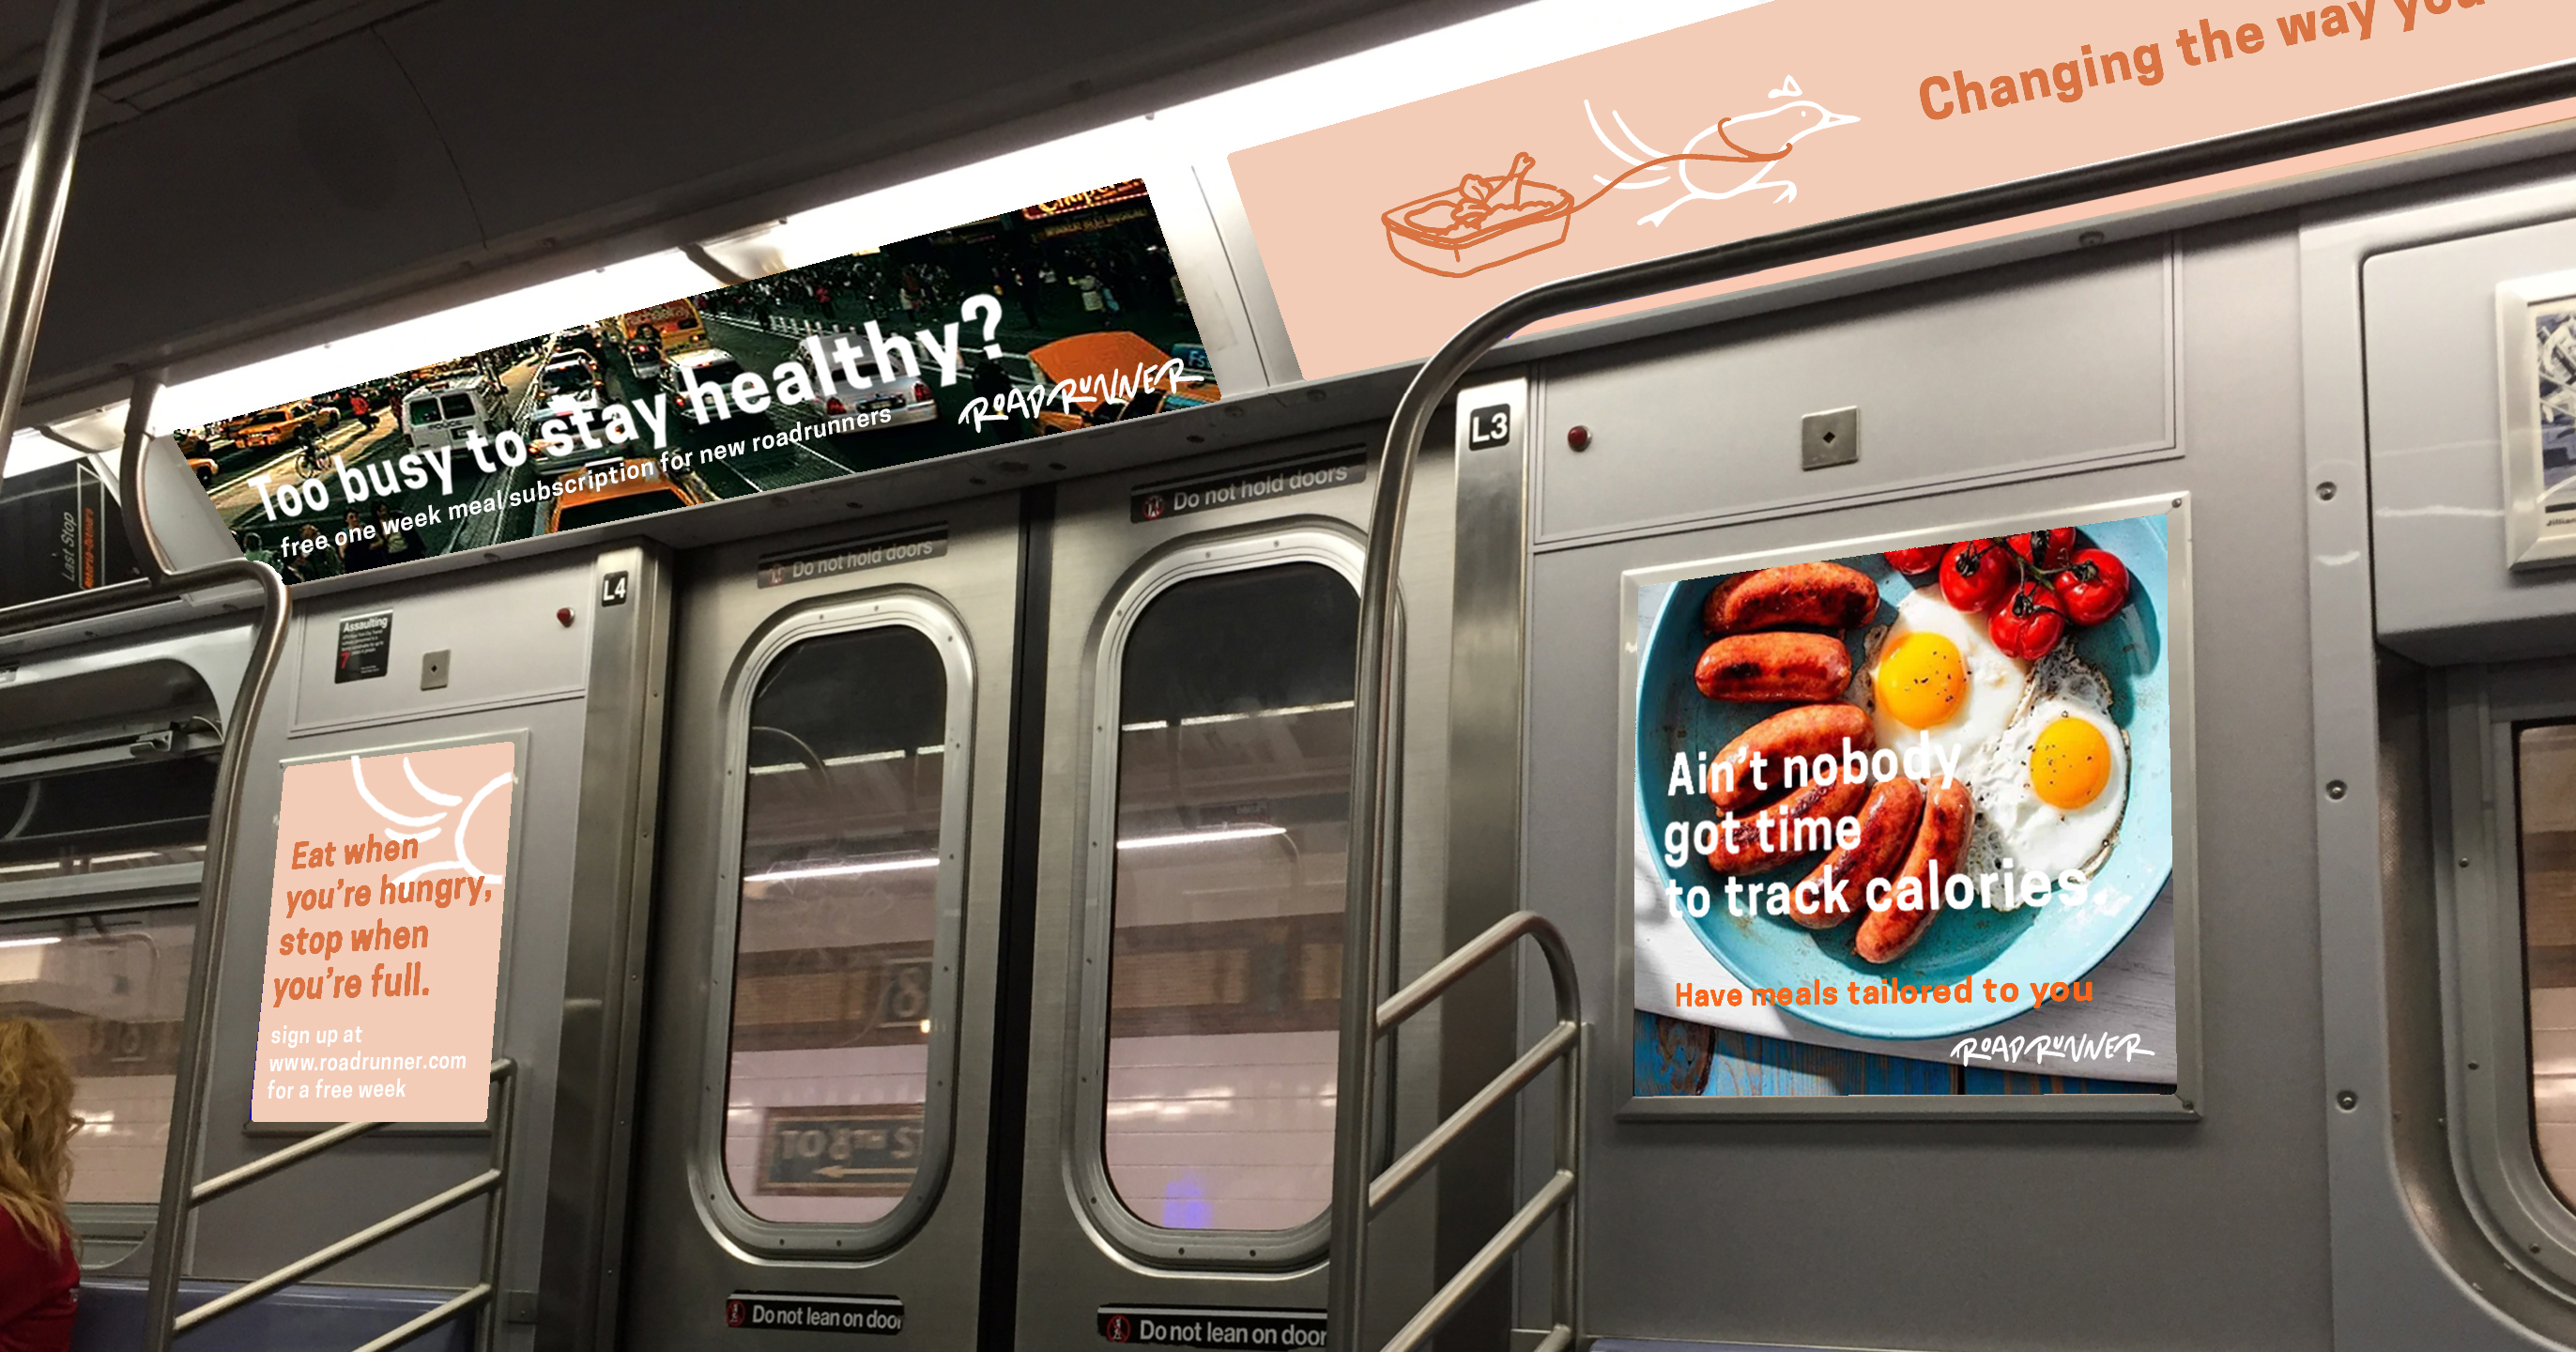 Changing the way you
Too busy to stay healthy?
free one week meal subscription for new roadrunners
ROADRUNNER
Last Stop
Do not hold doors
Do not hold doors
L4
L3
Assaulting
7
Eat when
you're hungry,
stop when
you're full.
sign up at
www.roadrunner.com
for a free week
Ain't nobody
got time
to track calories.
Have meals tailored to you
ROADRUNNER
8
Do not lean on door
Do not lean on door